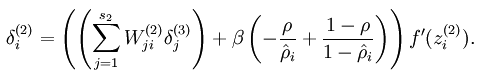 $$\delta_i^{(2)} = \left( \left( \sum_{j=1}^{s_2} W_{ji}^{(2)} \delta_j^{(3)} \right) + \beta \left( -\frac{\rho}{\hat{\rho}_i} + \frac{1-\rho}{1-\hat{\rho}_i} \right) \right) f'(z_i^{(2)}).$$